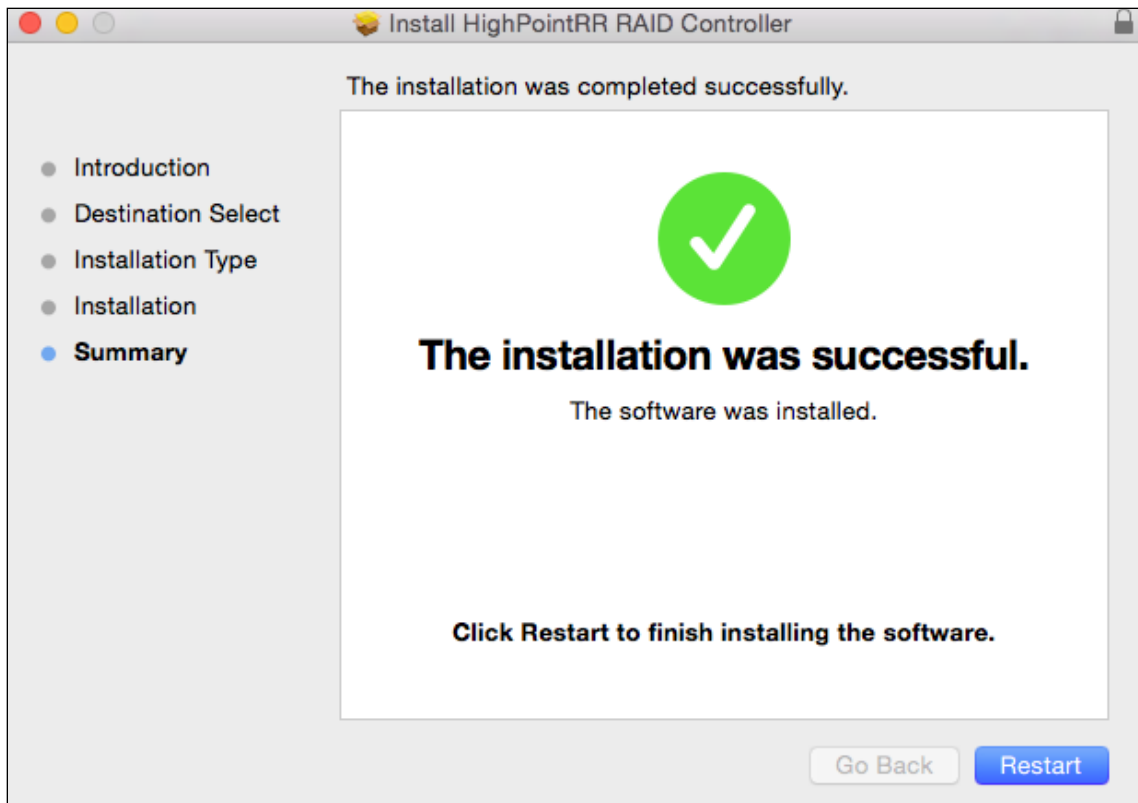 Install HighPointRR RAID Controller
The installation was completed successfully.
Introduction
Destination Select
Installation Type
Installation
Summary
The installation was successful.
The software was installed.
Click Restart to finish installing the software.
Go Back
Restart